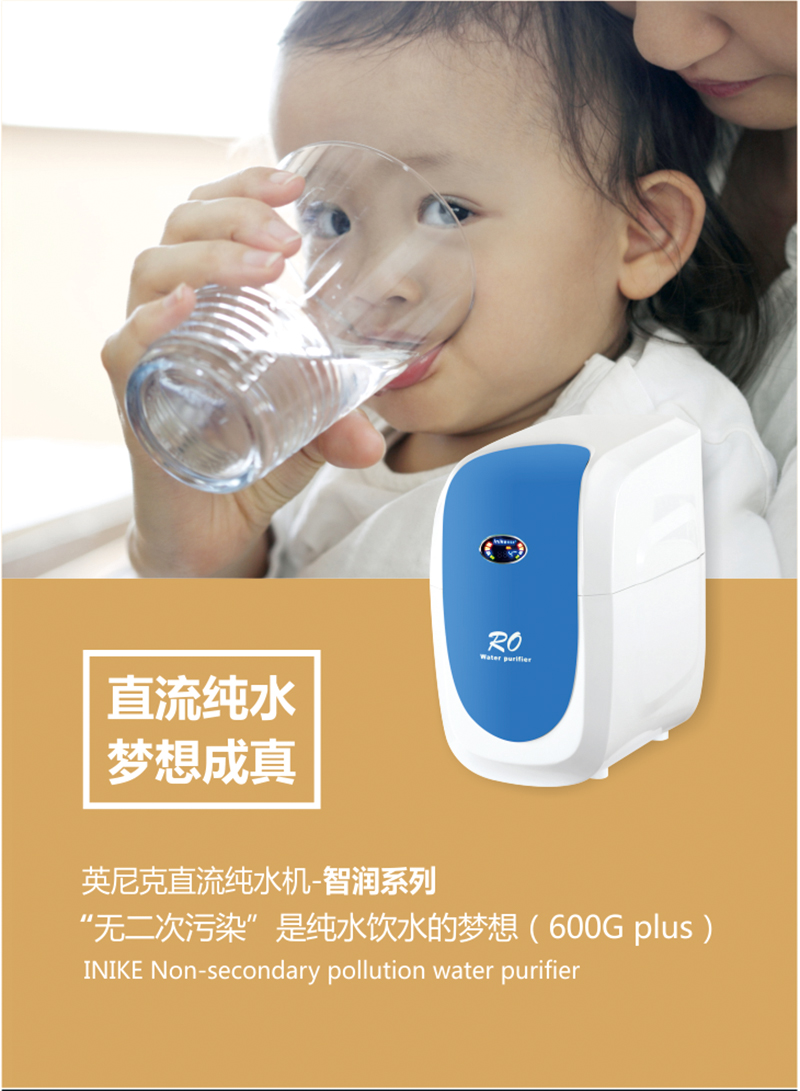 inike
RO
Water purifier
直流纯水
梦想成真
英尼克直流纯水机-智润系列
“无二次污染”是纯水饮水的梦想（600G plus）
INIKE Non-secondary pollution water purifier